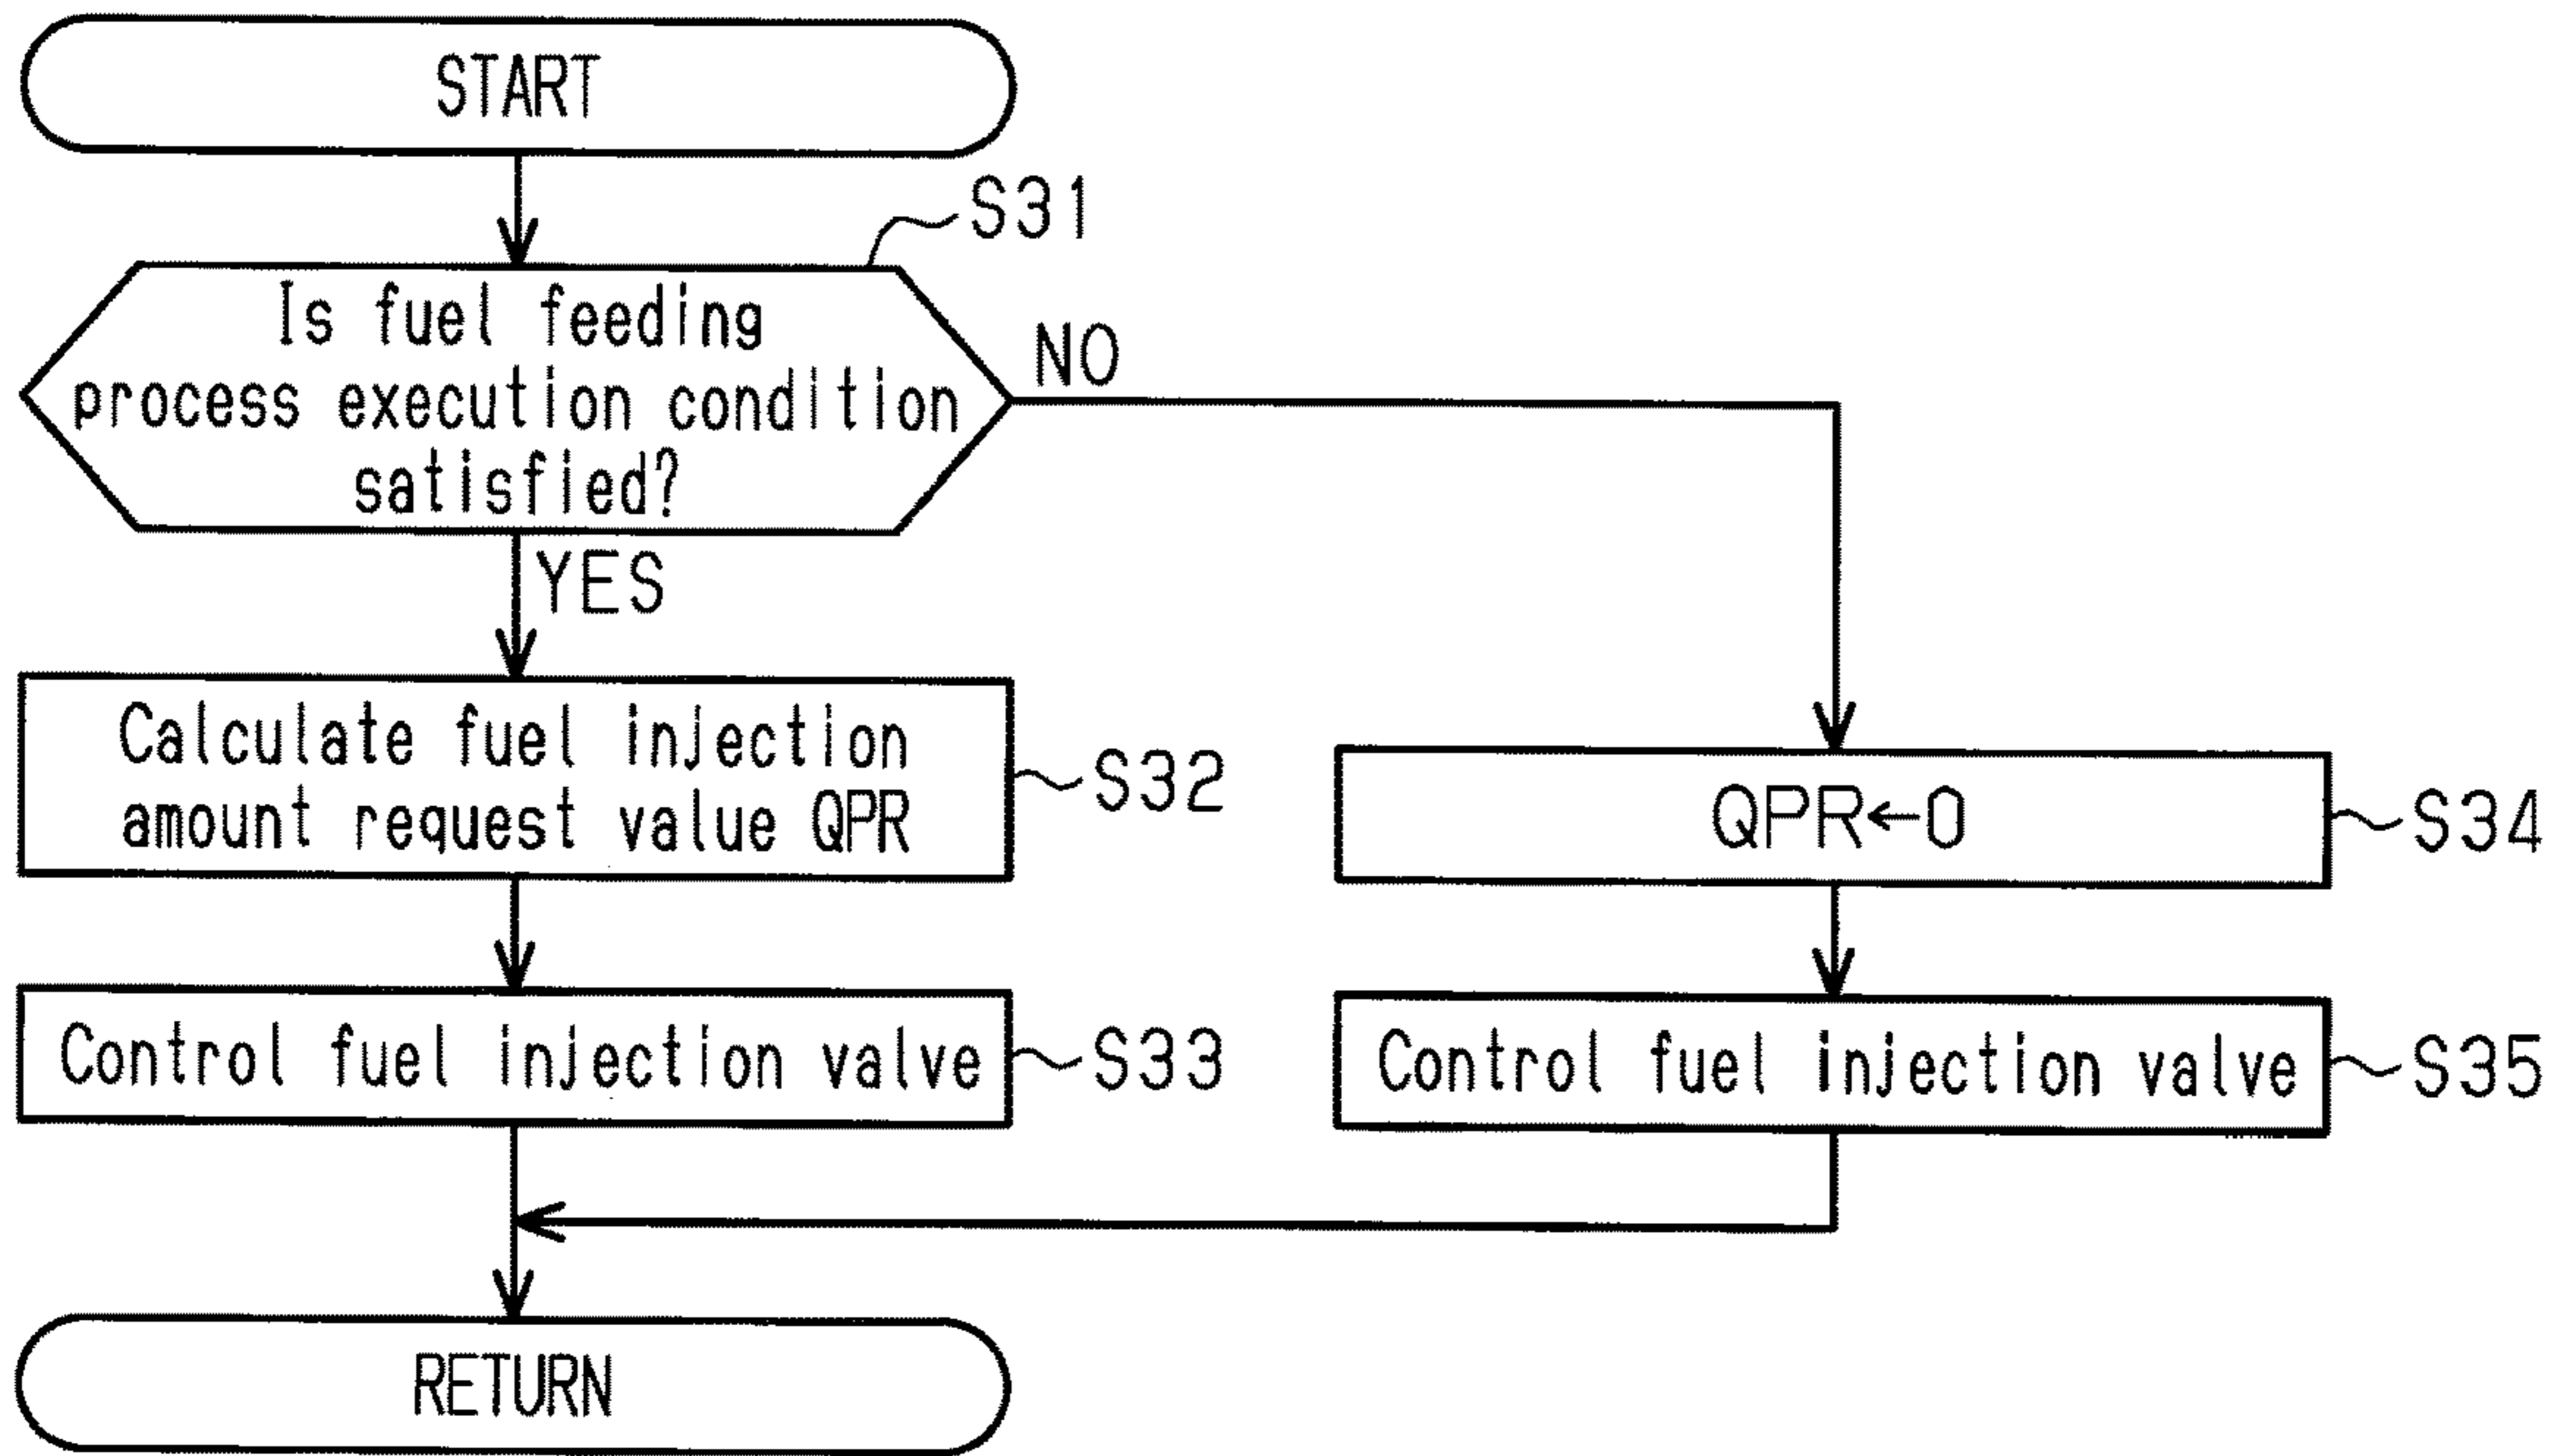 START
S31
Is fuel feeding
process execution condition
satisfied?
NO
YES
Calculate fuel injection
amount request value QPR
S32
QPR←0
S34
Control fuel injection valve
S33
Control fuel injection valve
S35
RETURN